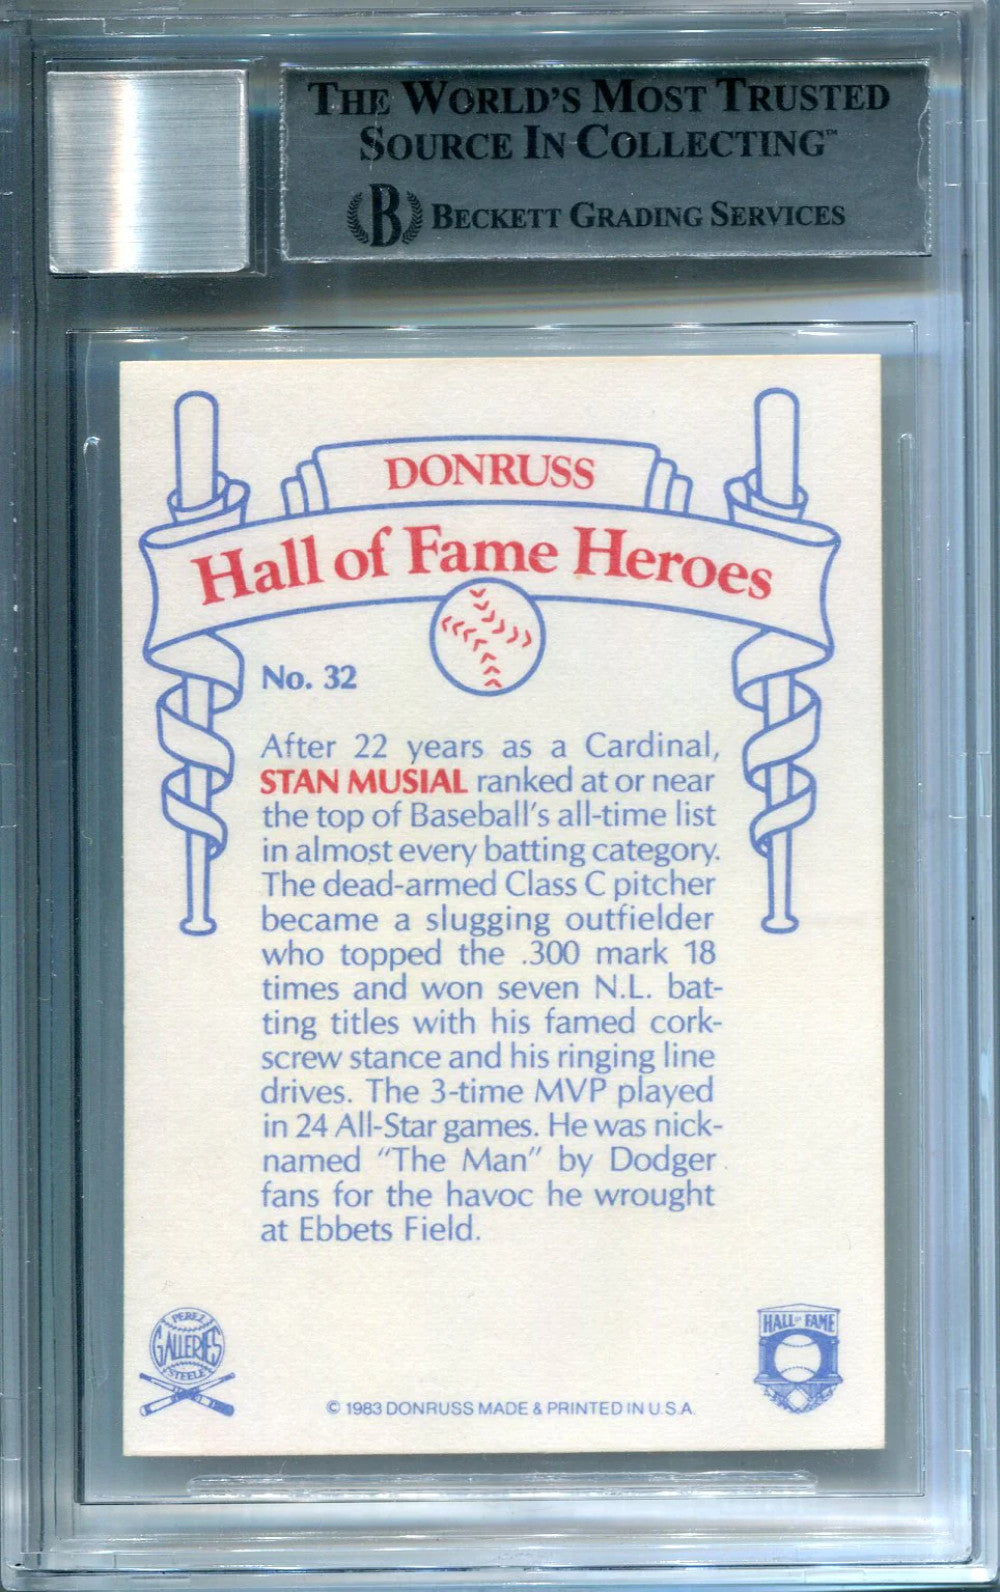 THE WORLD'S MOST TRUSTED
SOURCE IN COLLECTING™
B BECKETT GRADING SERVICES
DONRUSS
Hall of Fame Heroes
No. 32
After 22 years as a Cardinal,
STAN MUSIAL ranked at or near
the top of Baseball's all-time list
in almost every batting category.
The dead-armed Class C pitcher
became a slugging outfielder
who topped the .300 mark 18
times and won seven N.L. bat-
ting titles with his famed cork-
screw stance and his ringing line
drives. The 3-time MVP played
in 24 All-Star games. He was nick-
named "The Man" by Dodger
fans for the havoc he wrought
at Ebbets Field.
PEREZ
GALLERIES
STEELE
HALL OF FAME
© 1983 DONRUSS MADE & PRINTED IN U.S.A.